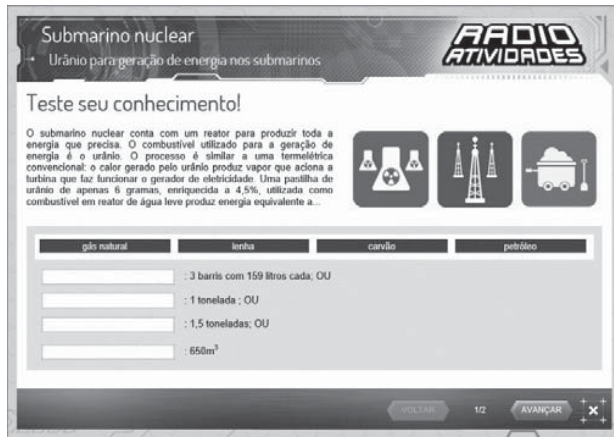 Submarino nuclear
Urânio para geração de energia nos submarinos
RADIO
ATIVIDADES
Teste seu conhecimento!
O submarino nuclear conta com um reator para produzir toda a
energia que precisa. O combustível utilizado para a geração de
energia é o urânio. O processo é similar a uma termelétrica
convencional: o calor gerado pelo urânio produz vapor que aciona a
turbina que faz funcionar o gerador de eletricidade. Uma pastilha de
urânio de apenas 6 gramas, enriquecida a 4,5%, utilizada como
combustível em reator de água leve produz energia equivalente a...
gás natural lenha carvão petróleo
: 3 barris com 159 litros cada; OU
: 1 tonelada ; OU
: 1,5 toneladas; OU
: 650m³
VOLTAR 1/2 AVANÇAR